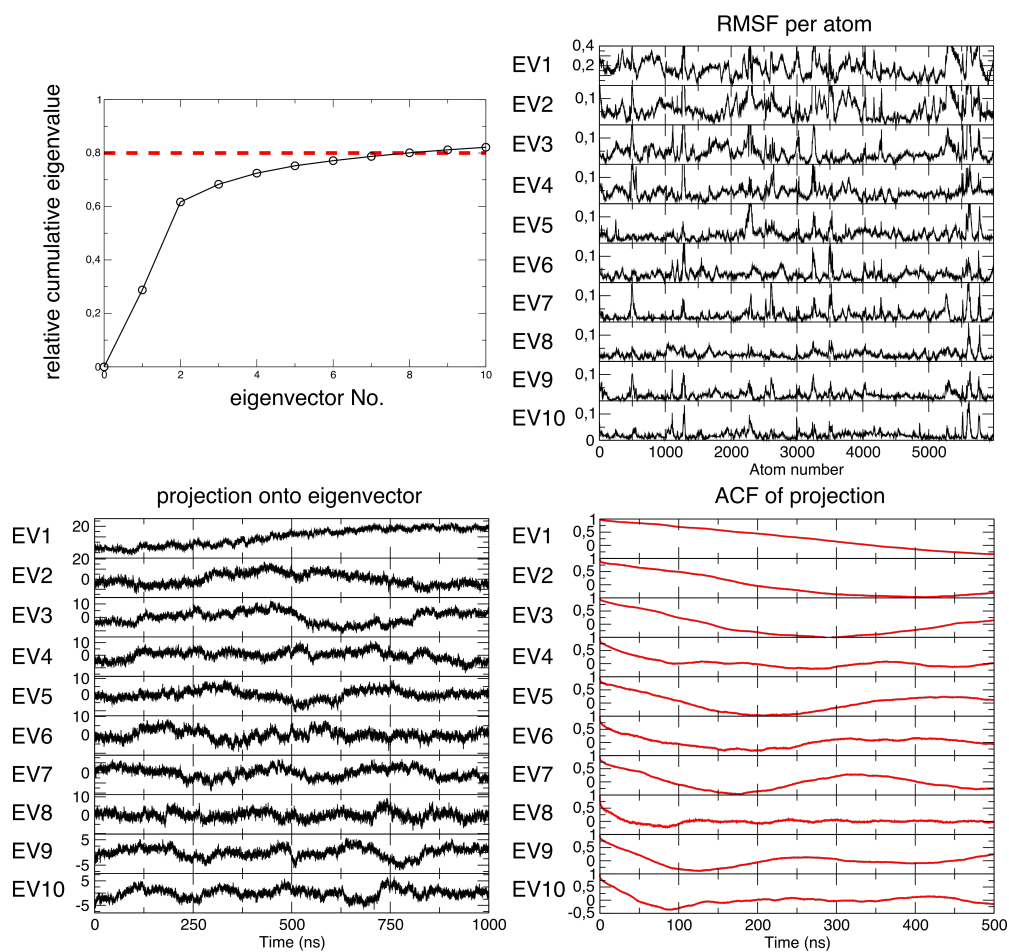 relative cumulative eigenvalue
1
0,8
0,6
0,4
0,2
0
0 2 4 6 8 10
eigenvector No.
RMSF per atom
EV1 0,4 0,2
EV2 0,1
EV3 0,1
EV4 0,1
EV5 0,1
EV6 0,1
EV7 0,1
EV8 0,1
EV9 0,1
EV10 0,1 0
0 1000 2000 3000 4000 5000
Atom number
projection onto eigenvector
EV1 20
EV2 20 0
EV3 10 0
EV4 10 0
EV5 10 0
EV6 10 0
EV7 0
EV8 10 0
EV9 5 -5
EV10 5 -5
0 250 500 750 1000
Time (ns)
ACF of projection
EV1 1 0,5 0
EV2 1 0,5 0
EV3 1 0,5 0
EV4 1 0,5 0
EV5 1 0,5 0
EV6 1 0,5 0
EV7 1 0,5 0
EV8 1 0,5 0
EV9 1 0,5 0
EV10 1 0,5 0 -0,5
0 100 200 300 400 500
Time (ns)